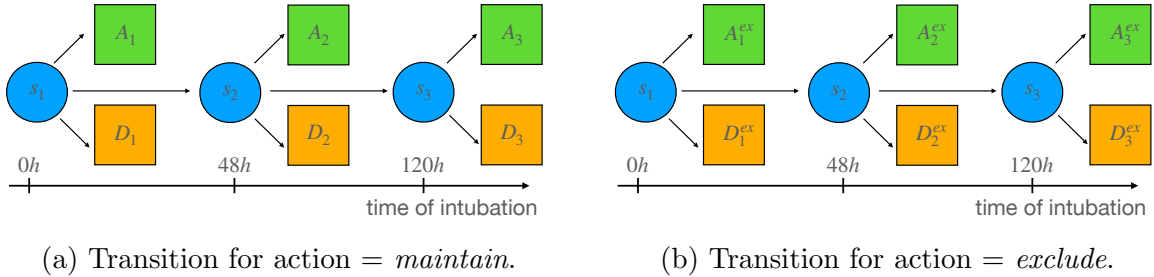 A₁ A₂ A₃
s₁ s₂ s₃
D₁ D₂ D₃
0h 48h 120h
time of intubation
(a) Transition for action = maintain.
A₁ᵉˣ A₂ᵉˣ A₃ᵉˣ
s₁ s₂ s₃
D₁ᵉˣ D₂ᵉˣ D₃ᵉˣ
0h 48h 120h
time of intubation
(b) Transition for action = exclude.